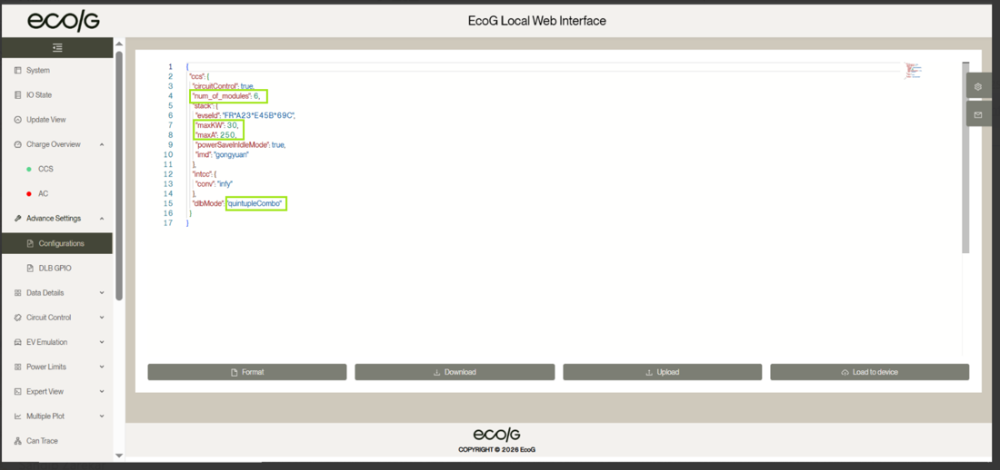 eco/G
EcoG Local Web Interface
System
IO State
Update View
Charge Overview
CCS
AC
Advance Settings
Configurations
DLB GPIO
Data Details
Circuit Control
EV Emulation
Power Limits
Expert View
Multiple Plot
Can Trace
1 {
2 "ccs": {
3 "circuitControl": true,
4 "num_of_modules": 6,
5 "stack": {
6 "evseId": "FR*A23*E45B*69C",
7 "maxKW": 30,
8 "maxA": 250,
9 "powerSaveInIdleMode": true,
10 "imd": "gongyuan"
11 },
12 "intcc": {
13 "conv": "infy"
14 },
15 "dlbMode": "quintupleCombo"
16 }
17 }
Format
Download
Upload
Load to device
eco/G
COPYRIGHT © 2026 EcoG